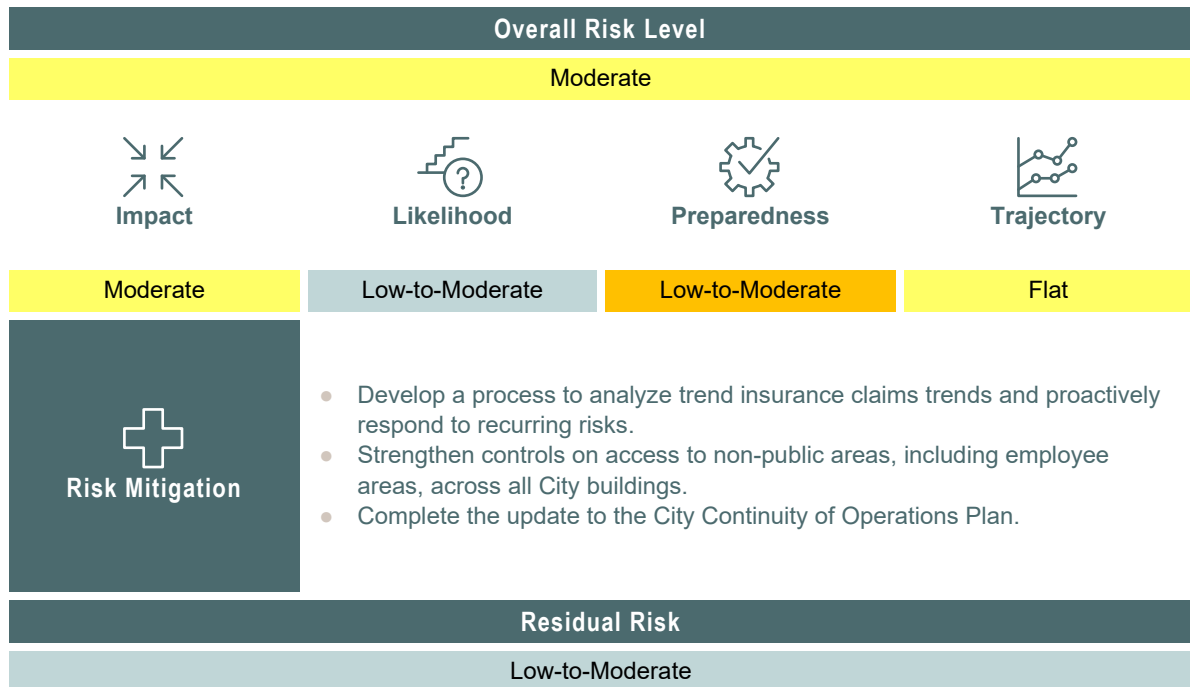 Overall Risk Level
Moderate
Impact
Likelihood
Preparedness
Trajectory
Moderate
Low-to-Moderate
Low-to-Moderate
Flat
Risk Mitigation
● Develop a process to analyze trend insurance claims trends and proactively
respond to recurring risks.
● Strengthen controls on access to non-public areas, including employee
areas, across all City buildings.
● Complete the update to the City Continuity of Operations Plan.
Residual Risk
Low-to-Moderate